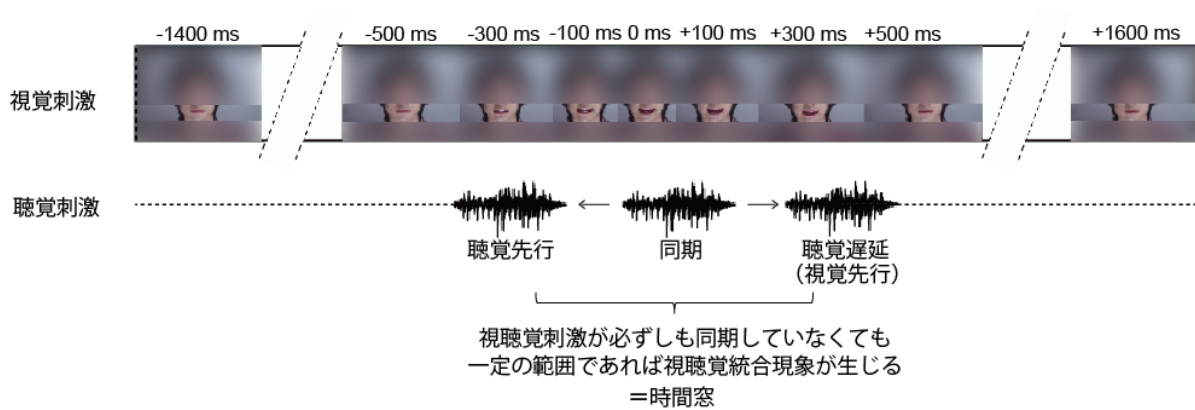 -1400 ms -500 ms -300 ms -100 ms 0 ms +100 ms +300 ms +500 ms +1600 ms
視覚刺激
聴覚刺激
聴覚先行 同期 聴覚遅延
（視覚先行）
視聴覚刺激が必ずしも同期していなくても
一定の範囲であれば視聴覚統合現象が生じる
＝時間窓